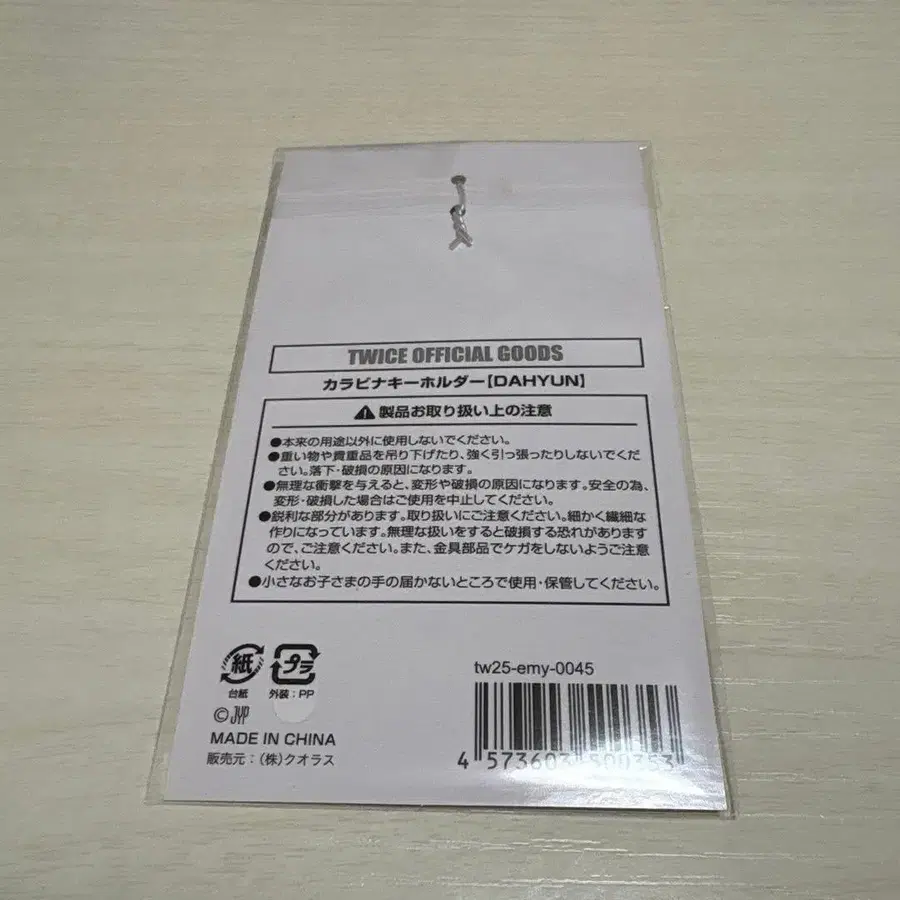 TWICE OFFICIAL GOODS
カラビナキーホルダー【DAHYUN】
⚠製品お取り扱い上の注意
●本来の用途以外に使用しないでください。
●重い物や貴重品を吊り下げたり、強く引っ張ったりしないでくだ
さい。落下・破損の原因になります。
●無理な衝撃を与えると、変形や破損の原因になります。安全の為、
変形・破損した場合はご使用を中止してください。
●鋭利な部分があります。取り扱いにご注意ください。細かく繊細な
作りになっています。無理な扱いをすると破損する恐れがあります
ので、ご注意ください。また、金具部品でケガをしないようご注意
ください。
●小さなお子さまの手の届かないところで使用・保管してください。
紙
台紙
プラ
外装:PP
tw25-emy-0045
©JYP
MADE IN CHINA
販売元:(株)クオラス
4 573603 800353